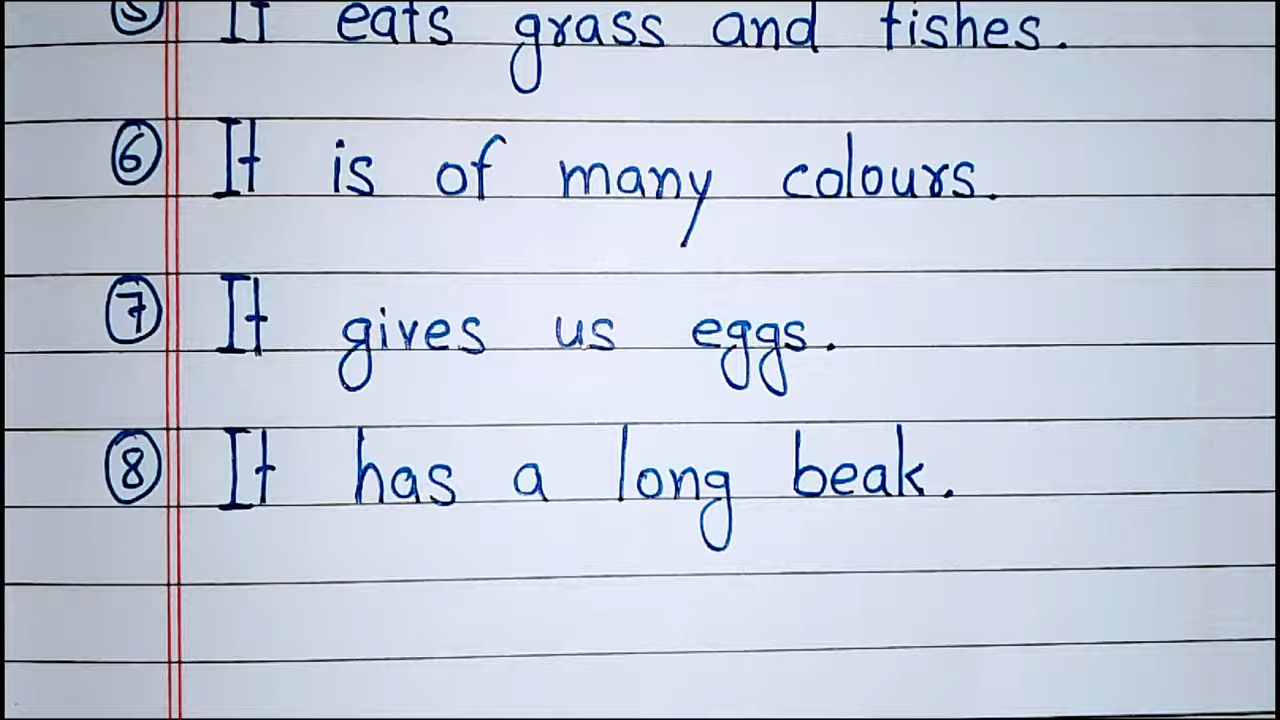 5 It eats grass and fishes.
6 It is of many colours.
7 It gives us eggs.
8 It has a long beak.